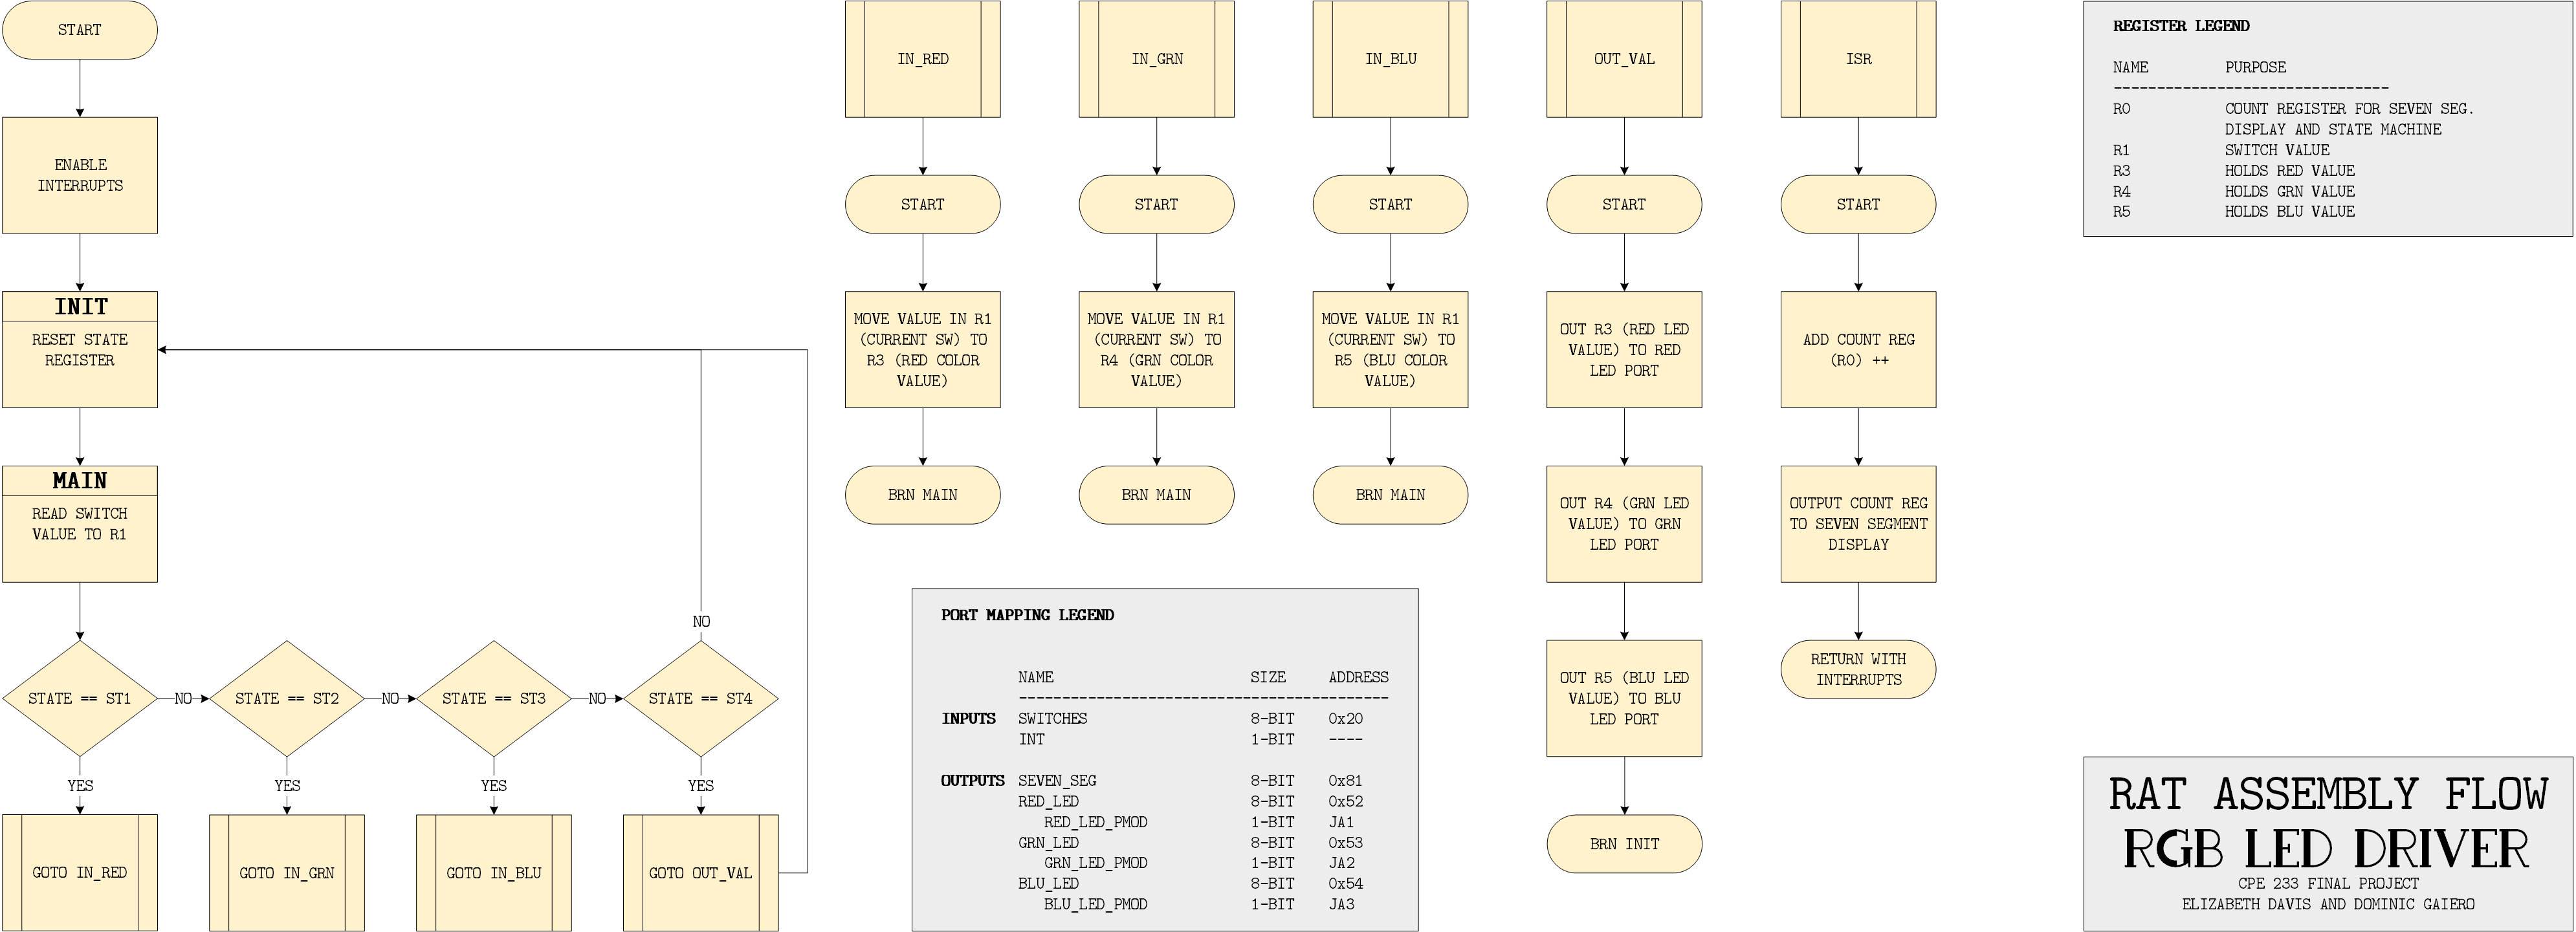 START
ENABLE
INTERRUPTS
INIT
RESET STATE
REGISTER
MAIN
READ SWITCH
VALUE TO R1
STATE == ST1
NO
STATE == ST2
NO
STATE == ST3
NO
STATE == ST4
NO
YES
YES
YES
YES
GOTO IN_RED
GOTO IN_GRN
GOTO IN_BLU
GOTO OUT_VAL
IN_RED
START
MOVE VALUE IN R1
(CURRENT SW) TO
R3 (RED COLOR
VALUE)
BRN MAIN
IN_GRN
START
MOVE VALUE IN R1
(CURRENT SW) TO
R4 (GRN COLOR
VALUE)
BRN MAIN
IN_BLU
START
MOVE VALUE IN R1
(CURRENT SW) TO
R5 (BLU COLOR
VALUE)
BRN MAIN
OUT_VAL
START
OUT R3 (RED LED
VALUE) TO RED
LED PORT
OUT R4 (GRN LED
VALUE) TO GRN
LED PORT
OUT R5 (BLU LED
VALUE) TO BLU
LED PORT
BRN INIT
ISR
START
ADD COUNT REG
(R0) ++
OUTPUT COUNT REG
TO SEVEN SEGMENT
DISPLAY
RETURN WITH
INTERRUPTS
PORT MAPPING LEGEND
NAME SIZE ADDRESS
-------------------------------------------
INPUTS SWITCHES 8-BIT 0x20
INT 1-BIT ----
OUTPUTS SEVEN_SEG 8-BIT 0x81
RED_LED 8-BIT 0x52
RED_LED_PMOD 1-BIT JA1
GRN_LED 8-BIT 0x53
GRN_LED_PMOD 1-BIT JA2
BLU_LED 8-BIT 0x54
BLU_LED_PMOD 1-BIT JA3
REGISTER LEGEND
NAME PURPOSE
--------------------------------
R0 COUNT REGISTER FOR SEVEN SEG.
DISPLAY AND STATE MACHINE
R1 SWITCH VALUE
R3 HOLDS RED VALUE
R4 HOLDS GRN VALUE
R5 HOLDS BLU VALUE
RAT ASSEMBLY FLOW
RGB LED DRIVER
CPE 233 FINAL PROJECT
ELIZABETH DAVIS AND DOMINIC GAIERO